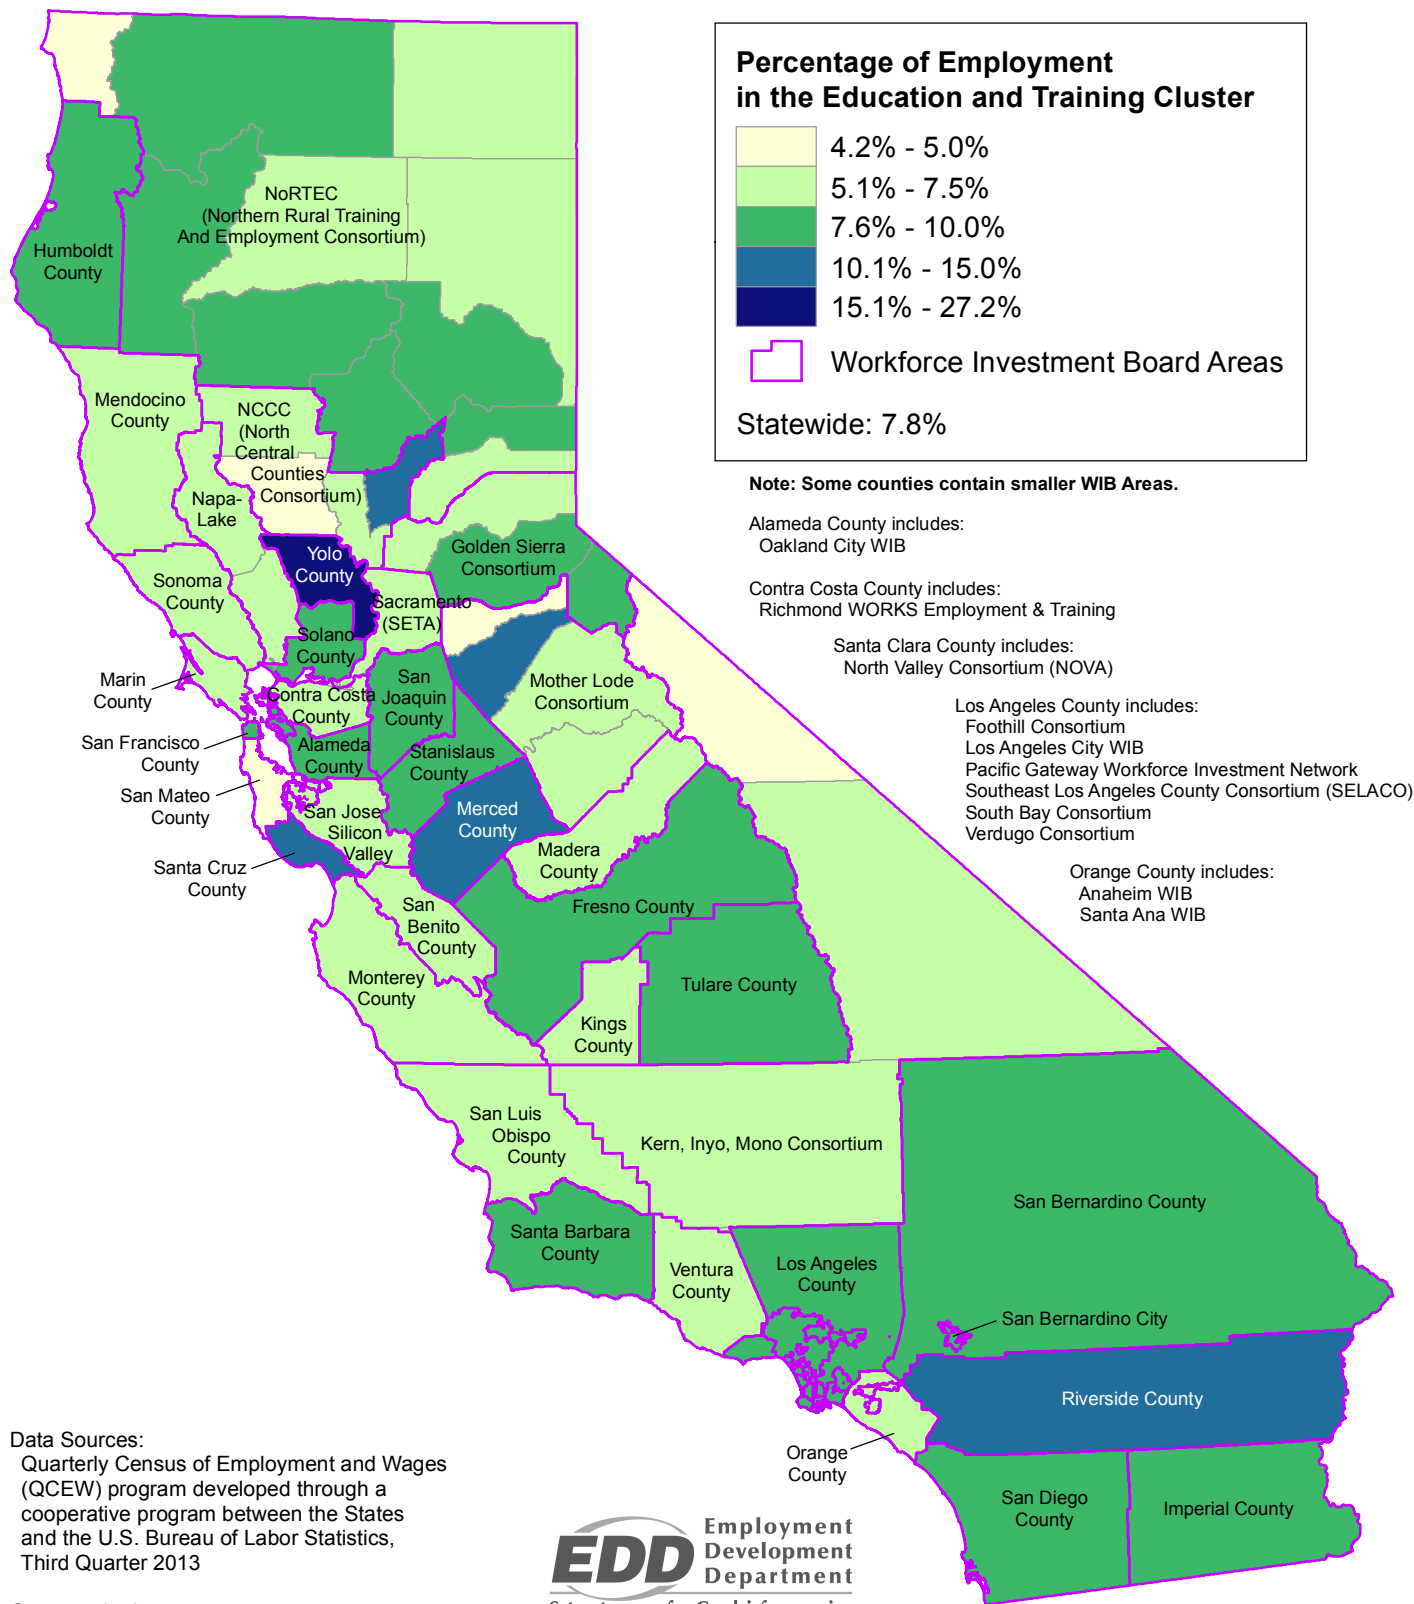 Percentage of Employment
in the Education and Training Cluster
4.2% - 5.0%
5.1% - 7.5%
7.6% - 10.0%
10.1% - 15.0%
15.1% - 27.2%
Workforce Investment Board Areas
Statewide: 7.8%
Note: Some counties contain smaller WIB Areas.
Alameda County includes:
Oakland City WIB
Contra Costa County includes:
Richmond WORKS Employment & Training
Santa Clara County includes:
North Valley Consortium (NOVA)
Los Angeles County includes:
Foothill Consortium
Los Angeles City WIB
Pacific Gateway Workforce Investment Network
Southeast Los Angeles County Consortium (SELACO)
South Bay Consortium
Verdugo Consortium
Orange County includes:
Anaheim WIB
Santa Ana WIB
NoRTEC
(Northern Rural Training
And Employment Consortium)
Humboldt
County
Mendocino
County
NCCC
(North
Central
Counties
Consortium)
Napa-
Lake
Yolo
County
Golden Sierra
Consortium
Sonoma
County
Sacramento
(SETA)
Solano
County
Marin
County
Contra Costa
County
San
Joaquin
County
Mother Lode
Consortium
San Francisco
County
Alameda
County
Stanislaus
County
San Mateo
County
San Jose
Silicon
Valley
Merced
County
Santa Cruz
County
Madera
County
San
Benito
County
Fresno County
Monterey
County
Tulare County
Kings
County
San Luis
Obispo
County
Kern, Inyo, Mono Consortium
San Bernardino County
Santa Barbara
County
Ventura
County
Los Angeles
County
San Bernardino City
Riverside County
Orange
County
San Diego
County
Imperial County
Data Sources:
Quarterly Census of Employment and Wages
(QCEW) program developed through a
cooperative program between the States
and the U.S. Bureau of Labor Statistics,
Third Quarter 2013
EDD
Employment
Development
Department